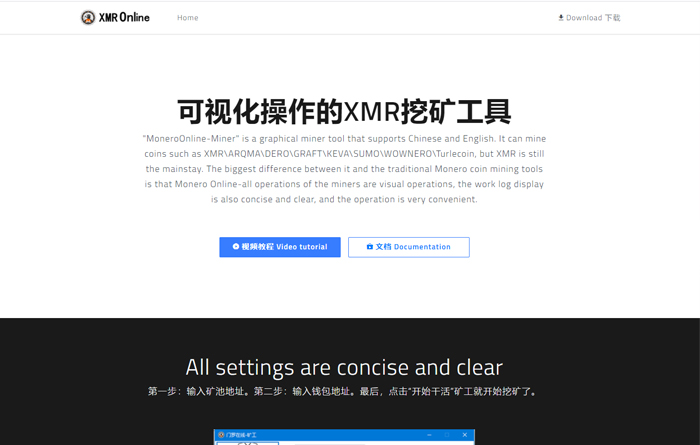 XMR Online
Home
Download 下载
可视化操作的XMR挖矿工具
"MoneroOnline-Miner" is a graphical miner tool that supports Chinese and English. It can mine
coins such as XMR\ARQMA\DERO\GRAFT\KEVA\SUMO\WOWNERO\Turlecoin, but XMR is still
the mainstay. The biggest difference between it and the traditional Monero coin mining tools
is that Monero Online-all operations of the miners are visual operations, the work log display
is also concise and clear, and the operation is very convenient.
视频教程 Video tutorial
文档 Documentation
All settings are concise and clear
第一步：输入矿池地址。第二步：输入钱包地址。最后，点击"开始干活"矿工就开始挖矿了。
门罗在线-矿工